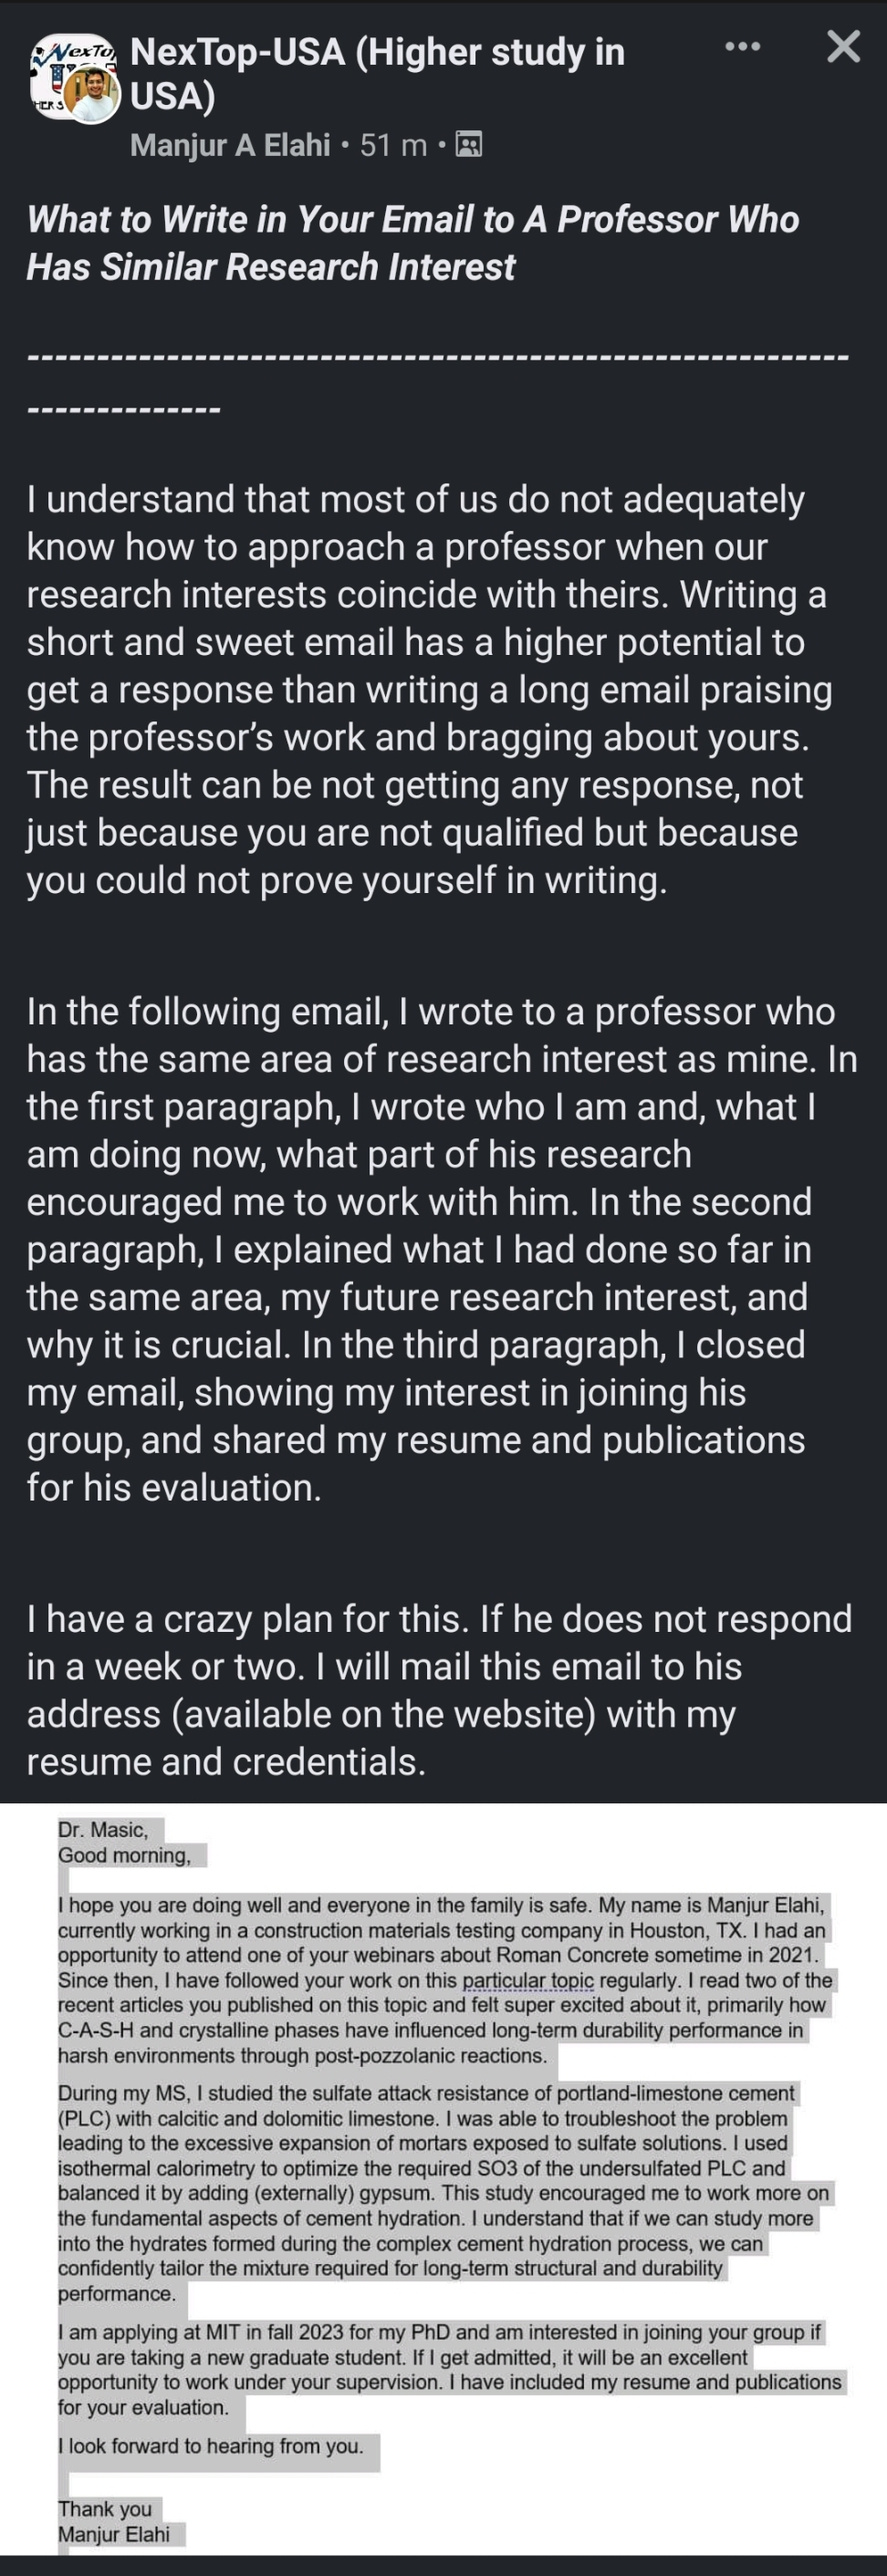 NexTop-USA (Higher study in
USA)
Manjur A Elahi • 51 m •
What to Write in Your Email to A Professor Who
Has Similar Research Interest
-----------------------------------------------------------
--------------
I understand that most of us do not adequately
know how to approach a professor when our
research interests coincide with theirs. Writing a
short and sweet email has a higher potential to
get a response than writing a long email praising
the professor’s work and bragging about yours.
The result can be not getting any response, not
just because you are not qualified but because
you could not prove yourself in writing.
In the following email, I wrote to a professor who
has the same area of research interest as mine. In
the first paragraph, I wrote who I am and, what I
am doing now, what part of his research
encouraged me to work with him. In the second
paragraph, I explained what I had done so far in
the same area, my future research interest, and
why it is crucial. In the third paragraph, I closed
my email, showing my interest in joining his
group, and shared my resume and publications
for his evaluation.
I have a crazy plan for this. If he does not respond
in a week or two. I will mail this email to his
address (available on the website) with my
resume and credentials.
Dr. Masic,
Good morning,
I hope you are doing well and everyone in the family is safe. My name is Manjur Elahi,
currently working in a construction materials testing company in Houston, TX. I had an
opportunity to attend one of your webinars about Roman Concrete sometime in 2021.
Since then, I have followed your work on this particular topic regularly. I read two of the
recent articles you published on this topic and felt super excited about it, primarily how
C-A-S-H and crystalline phases have influenced long-term durability performance in
harsh environments through post-pozzolanic reactions.
During my MS, I studied the sulfate attack resistance of portland-limestone cement
(PLC) with calcitic and dolomitic limestone. I was able to troubleshoot the problem
leading to the excessive expansion of mortars exposed to sulfate solutions. I used
isothermal calorimetry to optimize the required SO3 of the undersulfated PLC and
balanced it by adding (externally) gypsum. This study encouraged me to work more on
the fundamental aspects of cement hydration. I understand that if we can study more
into the hydrates formed during the complex cement hydration process, we can
confidently tailor the mixture required for long-term structural and durability
performance.
I am applying at MIT in fall 2023 for my PhD and am interested in joining your group if
you are taking a new graduate student. If I get admitted, it will be an excellent
opportunity to work under your supervision. I have included my resume and publications
for your evaluation.
I look forward to hearing from you.
Thank you
Manjur Elahi